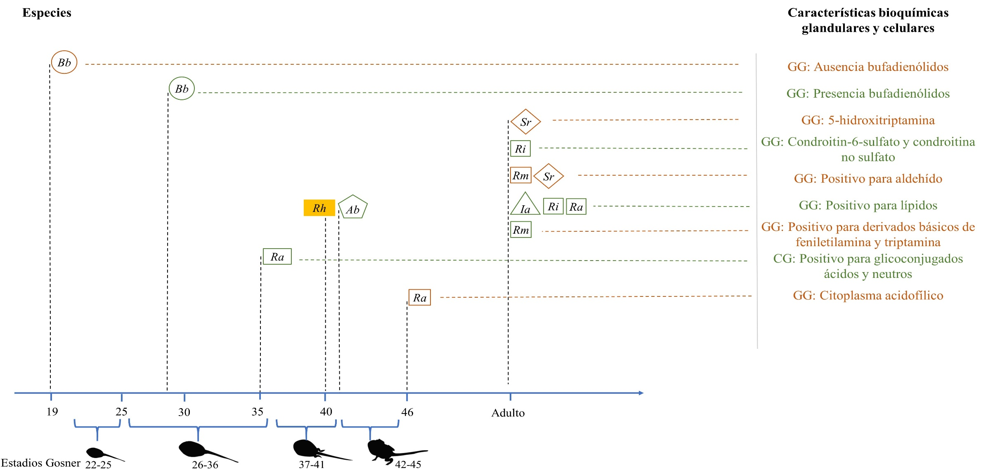 Especies
Características bioquímicas
glandulares y celulares
Bb
GG: Ausencia bufadienólidos
Bb
GG: Presencia bufadienólidos
Sr
GG: 5-hidroxitriptamina
Ri
GG: Condroitin-6-sulfato y condroitina
no sulfato
Rm Sr
GG: Positivo para aldehído
Rh Ab Ia Ri Ra
GG: Positivo para lípidos
Rm
GG: Positivo para derivados básicos de
feniletilamina y triptamina
Ra
CG: Positivo para glicoconjugados
ácidos y neutros
Ra
GG: Citoplasma acidofílico
19 25 30 35 40 46 Adulto
Estadios Gosner 22-25 26-36 37-41 42-45